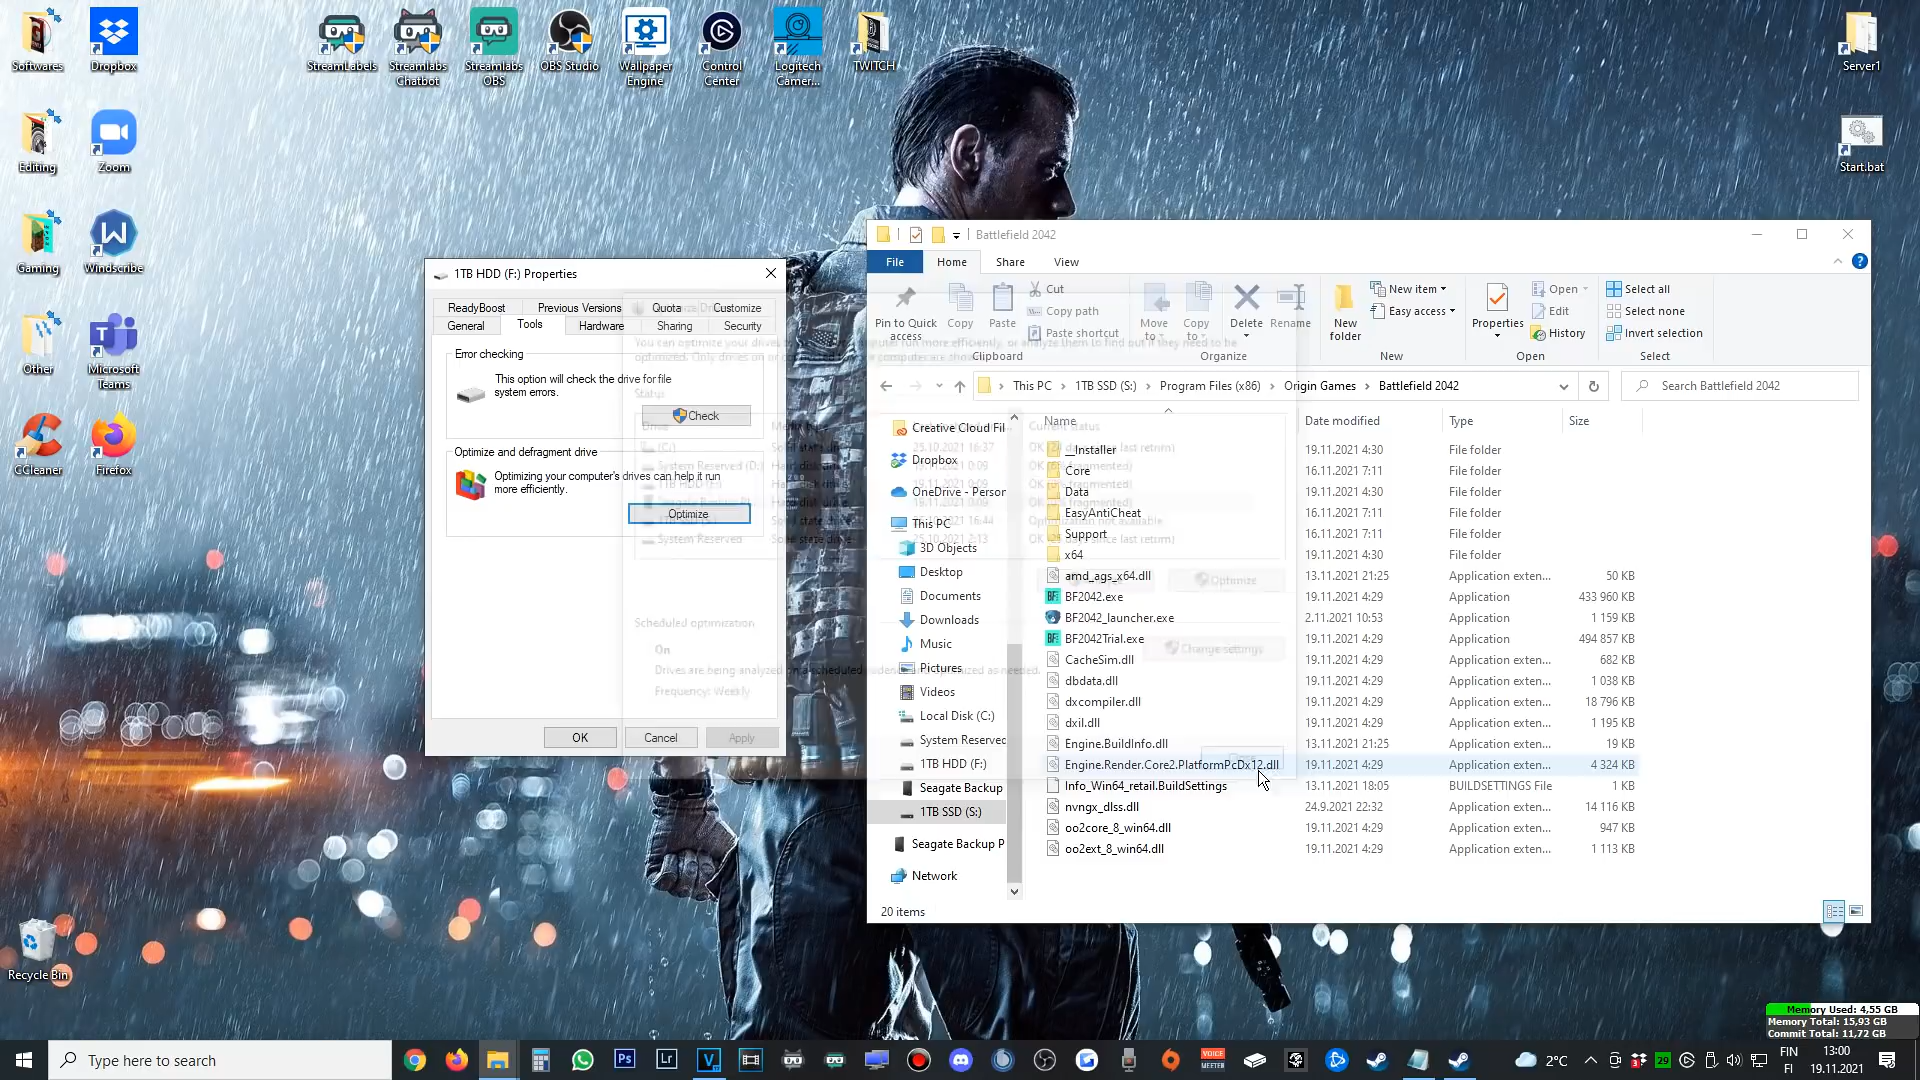 Softwares
Dropbox
StreamLabels
Streamlabs
Chatbot
Streamlabs
OBS
OBS Studio
Wallpaper
Engine
Control
Center
Logitech
Camer...
TWITCH
Server1
Editing
Zoom
Start.bat
Gaming
Windscribe
Other
Microsoft
Teams
CCleaner
Firefox
Recycle Bin
1TB HDD (F:) Properties
ReadyBoost
Previous Versions
Quota
Customize
General
Tools
Hardware
Sharing
Security
Error checking
This option will check the drive for file
system errors.
Check
Optimize and defragment drive
Optimizing your computer's drives can help it run
more efficiently.
Optimize
OK
Cancel
Apply
Status
Scheduled optimization
On
Frequency: Weekly
Current status
Optimization not available
Optimize
Change settings
Battlefield 2042
File
Home
Share
View
Pin to Quick
access
Copy
Paste
Cut
Copy path
Paste shortcut
Clipboard
Move
to
Copy
to
Delete
Rename
Organize
New
folder
New item
Easy access
New
Properties
Open
Edit
History
Open
Select all
Select none
Invert selection
Select
This PC > 1TB SSD (S:) > Program Files (x86) > Origin Games > Battlefield 2042
Search Battlefield 2042
Creative Cloud Fil
Dropbox
OneDrive - Person
This PC
3D Objects
Desktop
Documents
Downloads
Music
Pictures
Videos
Local Disk (C:)
System Reserved
1TB HDD (F:)
Seagate Backup
1TB SSD (S:)
Seagate Backup P
Network
Name Date modified Type Size
__Installer 19.11.2021 4:30 File folder
Core 16.11.2021 7:11 File folder
Data 19.11.2021 4:30 File folder
EasyAntiCheat 16.11.2021 7:11 File folder
Support 16.11.2021 7:11 File folder
x64 19.11.2021 4:30 File folder
amd_ags_x64.dll 13.11.2021 21:25 Application exten... 50 KB
BF2042.exe 19.11.2021 4:29 Application 433 960 KB
BF2042_launcher.exe 2.11.2021 10:53 Application 1 159 KB
BF2042Trial.exe 19.11.2021 4:29 Application 494 857 KB
CacheSim.dll 19.11.2021 4:29 Application exten... 682 KB
dbdata.dll 19.11.2021 4:29 Application exten... 1 038 KB
dxcompiler.dll 19.11.2021 4:29 Application exten... 18 796 KB
dxil.dll 19.11.2021 4:29 Application exten... 1 195 KB
Engine.BuildInfo.dll 13.11.2021 21:25 Application exten... 19 KB
Engine.Render.Core2.PlatformPcDx12.dll 19.11.2021 4:29 Application exten... 4 324 KB
Info_Win64_retail.BuildSettings 13.11.2021 18:05 BUILDSETTINGS File 1 KB
nvngx_dlss.dll 24.9.2021 22:32 Application exten... 14 116 KB
oo2core_8_win64.dll 19.11.2021 4:29 Application exten... 947 KB
oo2ext_8_win64.dll 19.11.2021 4:29 Application exten... 1 113 KB
20 items
Memory Used: 4,55 GB
Memory Total: 15,93 GB
Commit Total: 11,72 GB
Type here to search
Ps
Lr
VOICE
MEETER
29
2°C
FIN
FI
13:00
19.11.2021